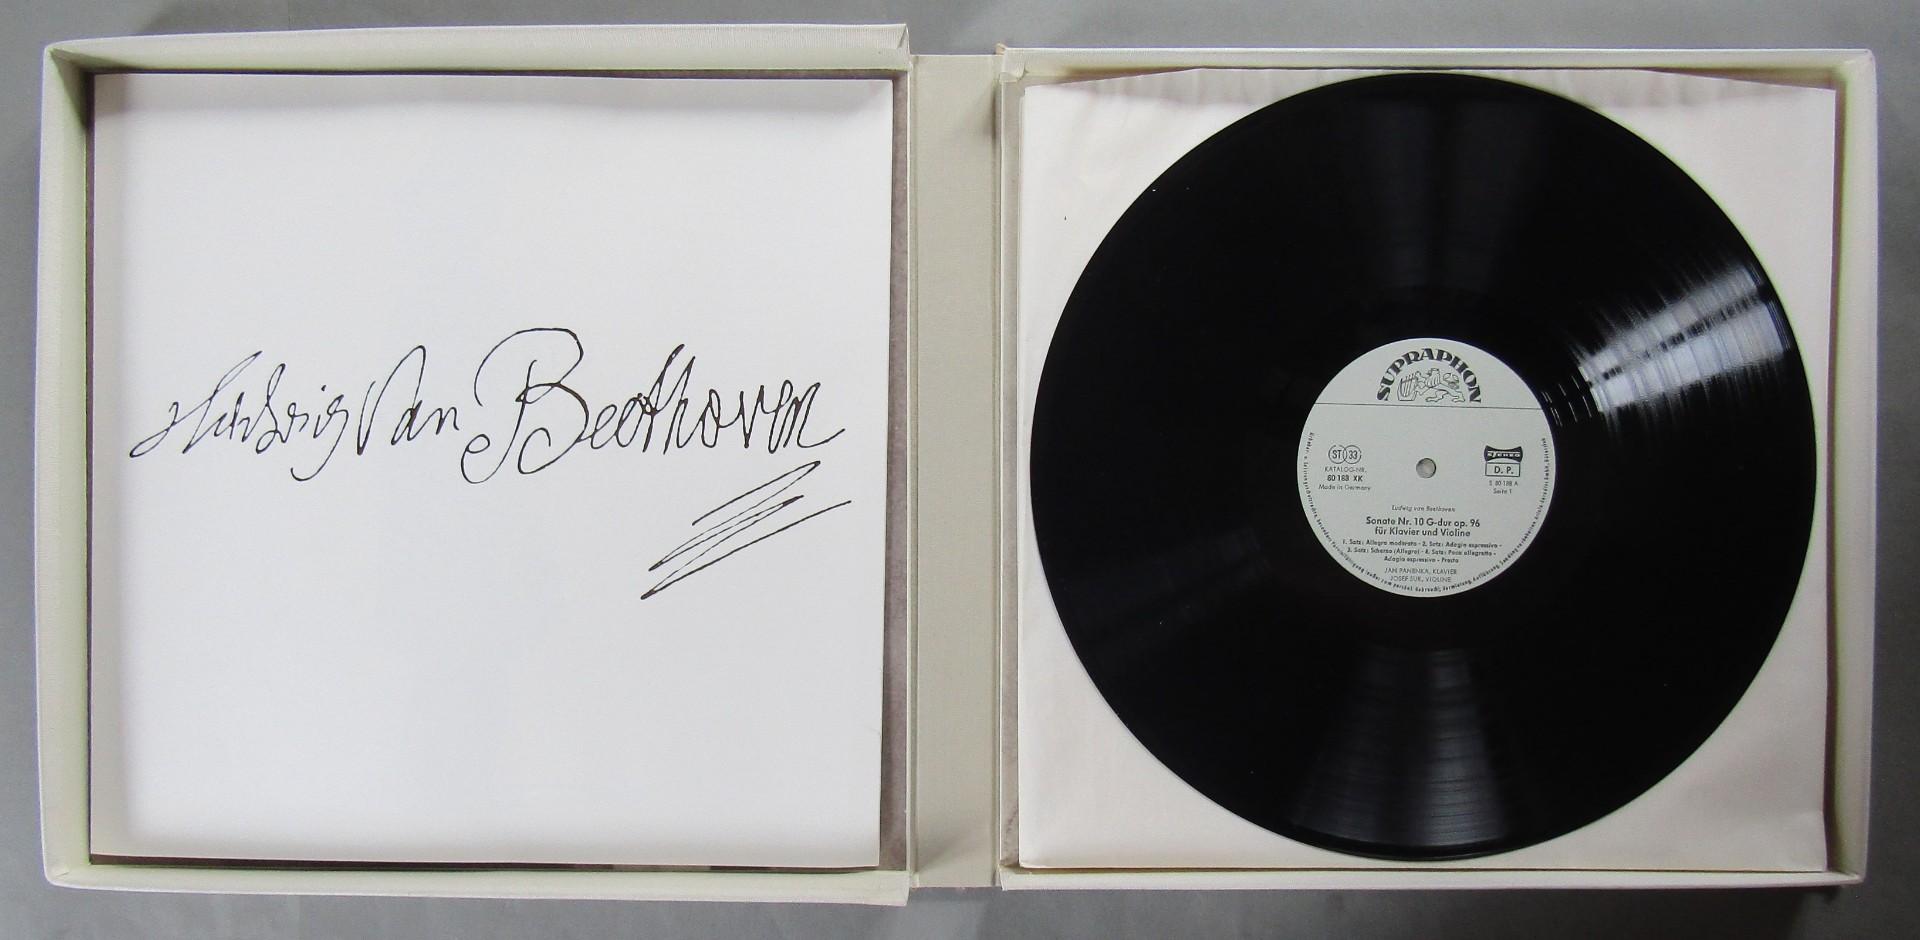 Ludwig Van Beethoven
SUPRAPHON
ST 33
KATALOG-NR.
80 188 XK
Made in Germany
STEREO
D. P.
S 80 188 A
Seite 1
Ludwig van Beethoven
Sonate Nr. 10 G-dur op. 96
für Klavier und Violine
1. Satz: Allegro moderato - 2. Satz: Adagio espressivo -
3. Satz: Scherzo (Allegro) - 4. Satz: Poco allegretto -
Adagio espressivo - Presto
JAN PANENKA, KLAVIER
JOSEF SUK, VIOLINE